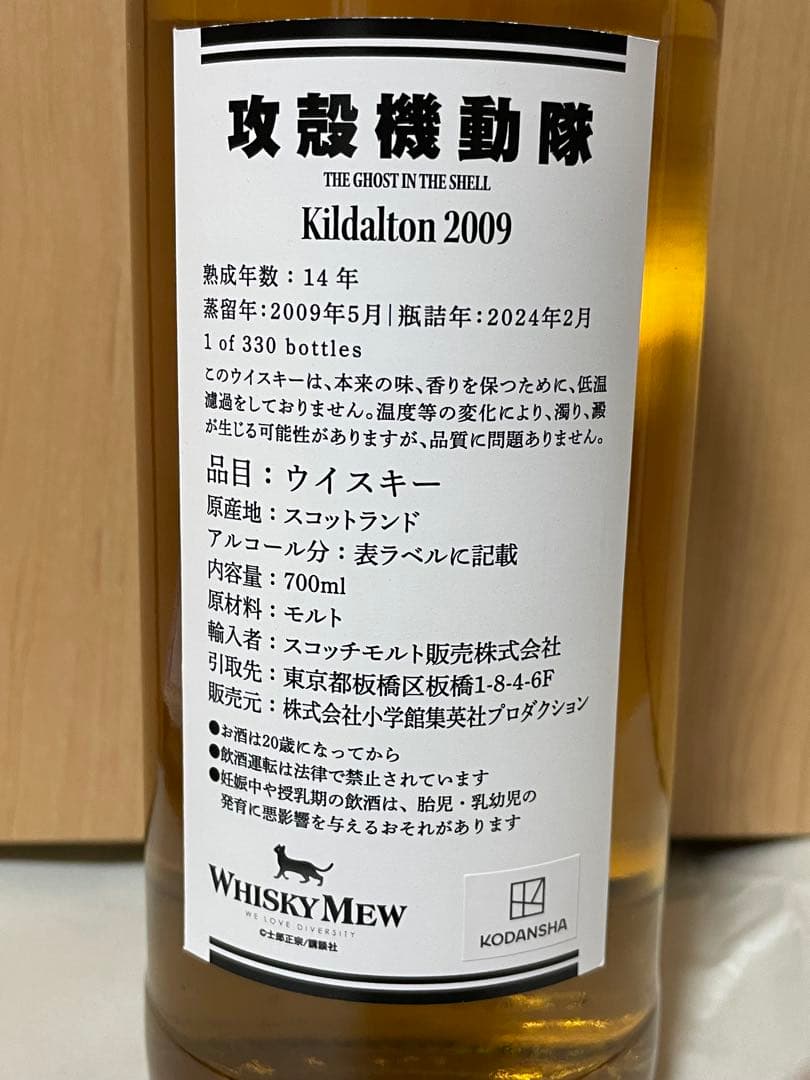 攻殻機動隊
THE GHOST IN THE SHELL
Kildalton 2009
熟成年数：14年
蒸留年：2009年5月|瓶詰年：2024年2月
1 of 330 bottles
このウイスキーは、本来の味、香りを保つために、低温
濾過をしておりません。温度等の変化により、濁り、澱
が生じる可能性がありますが、品質に問題ありません。
品目：ウイスキー
原産地：スコットランド
アルコール分：表ラベルに記載
内容量：700ml
原材料：モルト
輸入者：スコッチモルト販売株式会社
引取先：東京都板橋区板橋1-8-4-6F
販売元：株式会社小学館集英社プロダクション
●お酒は20歳になってから
●飲酒運転は法律で禁止されています
●妊娠中や授乳期の飲酒は、胎児・乳幼児の
発育に悪影響を与えるおそれがあります
WHISKY MEW
WE LOVE DIVERSITY
©士郎正宗/講談社
KODANSHA